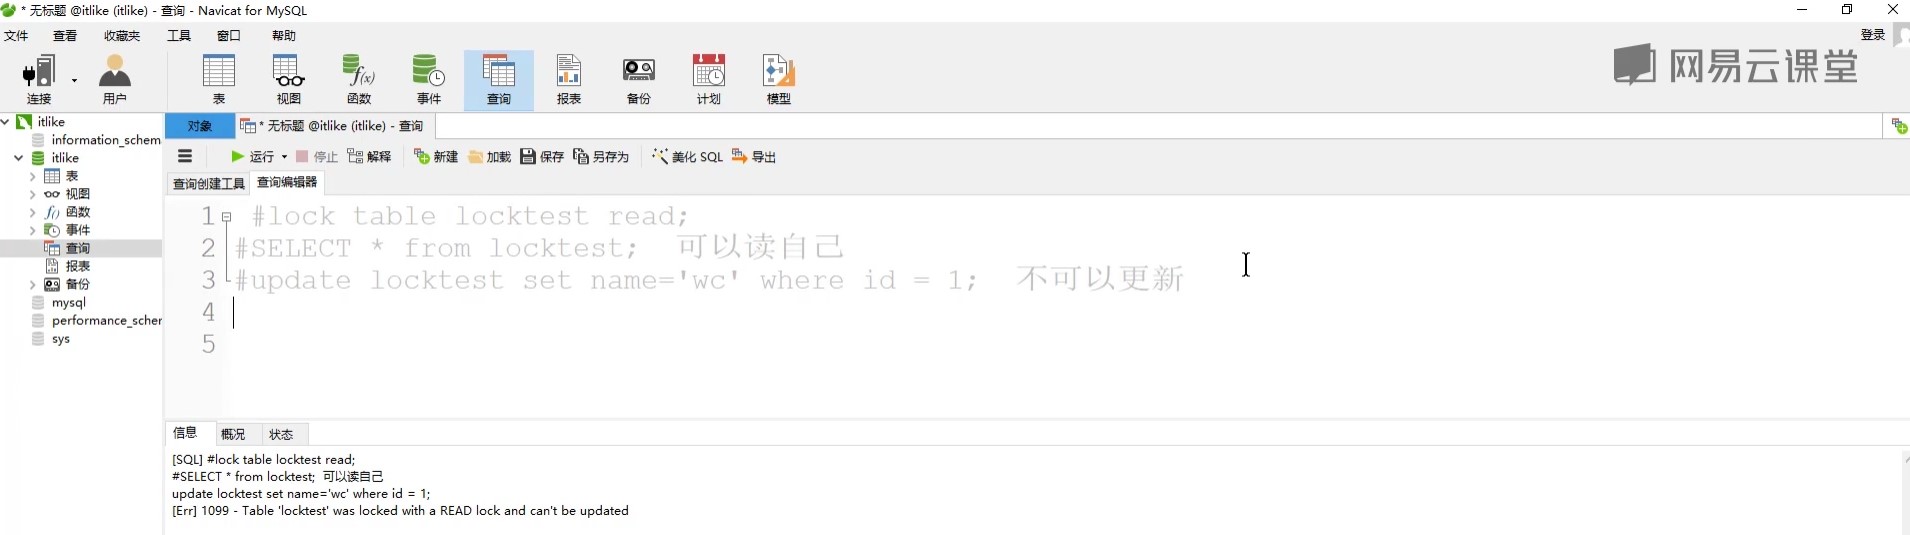 * 无标题 @itlike (itlike) - 查询 - Navicat for MySQL
文件 查看 收藏夹 工具 窗口 帮助 登录
网易云课堂
连接 用户 表 视图 函数 事件 查询 报表 备份 计划 模型
itlike
information_schem
itlike
表
视图
函数
事件
查询
报表
备份
mysql
performance_scher
sys
对象 * 无标题 @itlike (itlike) - 查询
运行 停止 解释 新建 加载 保存 另存为 美化 SQL 导出
查询创建工具 查询编辑器
1 #lock table locktest read;
2 #SELECT * from locktest; 可以读自己
3 #update locktest set name='wc' where id = 1; 不可以更新
4
5
信息 概况 状态
[SQL] #lock table locktest read;
#SELECT * from locktest; 可以读自己
update locktest set name='wc' where id = 1;
[Err] 1099 - Table 'locktest' was locked with a READ lock and can't be updated